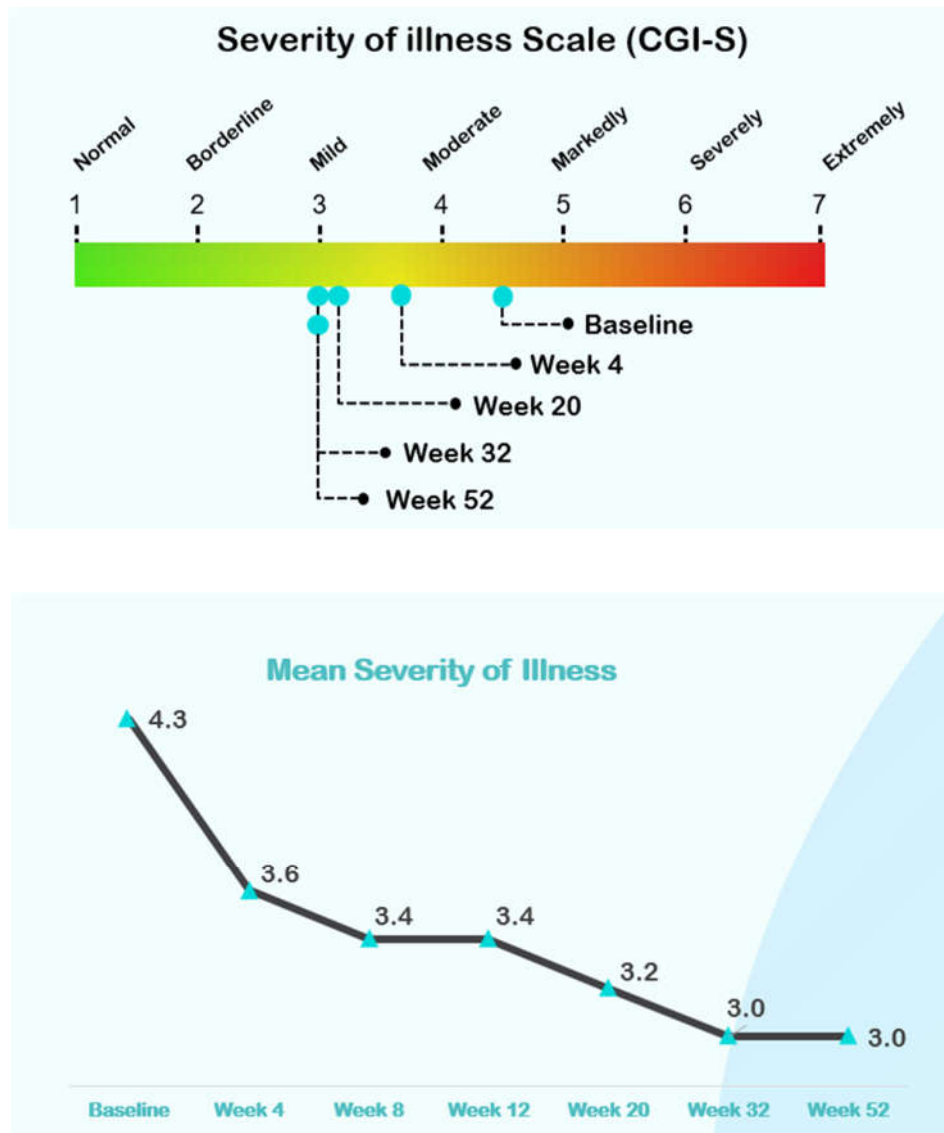 Severity of illness Scale (CGI-S)
Normal
Borderline
Mild
Moderate
Markedly
Severely
Extremely
1 2 3 4 5 6 7
Baseline
Week 4
Week 20
Week 32
Week 52
Mean Severity of Illness
4.3
3.6
3.4
3.4
3.2
3.0
3.0
Baseline Week 4 Week 8 Week 12 Week 20 Week 32 Week 52